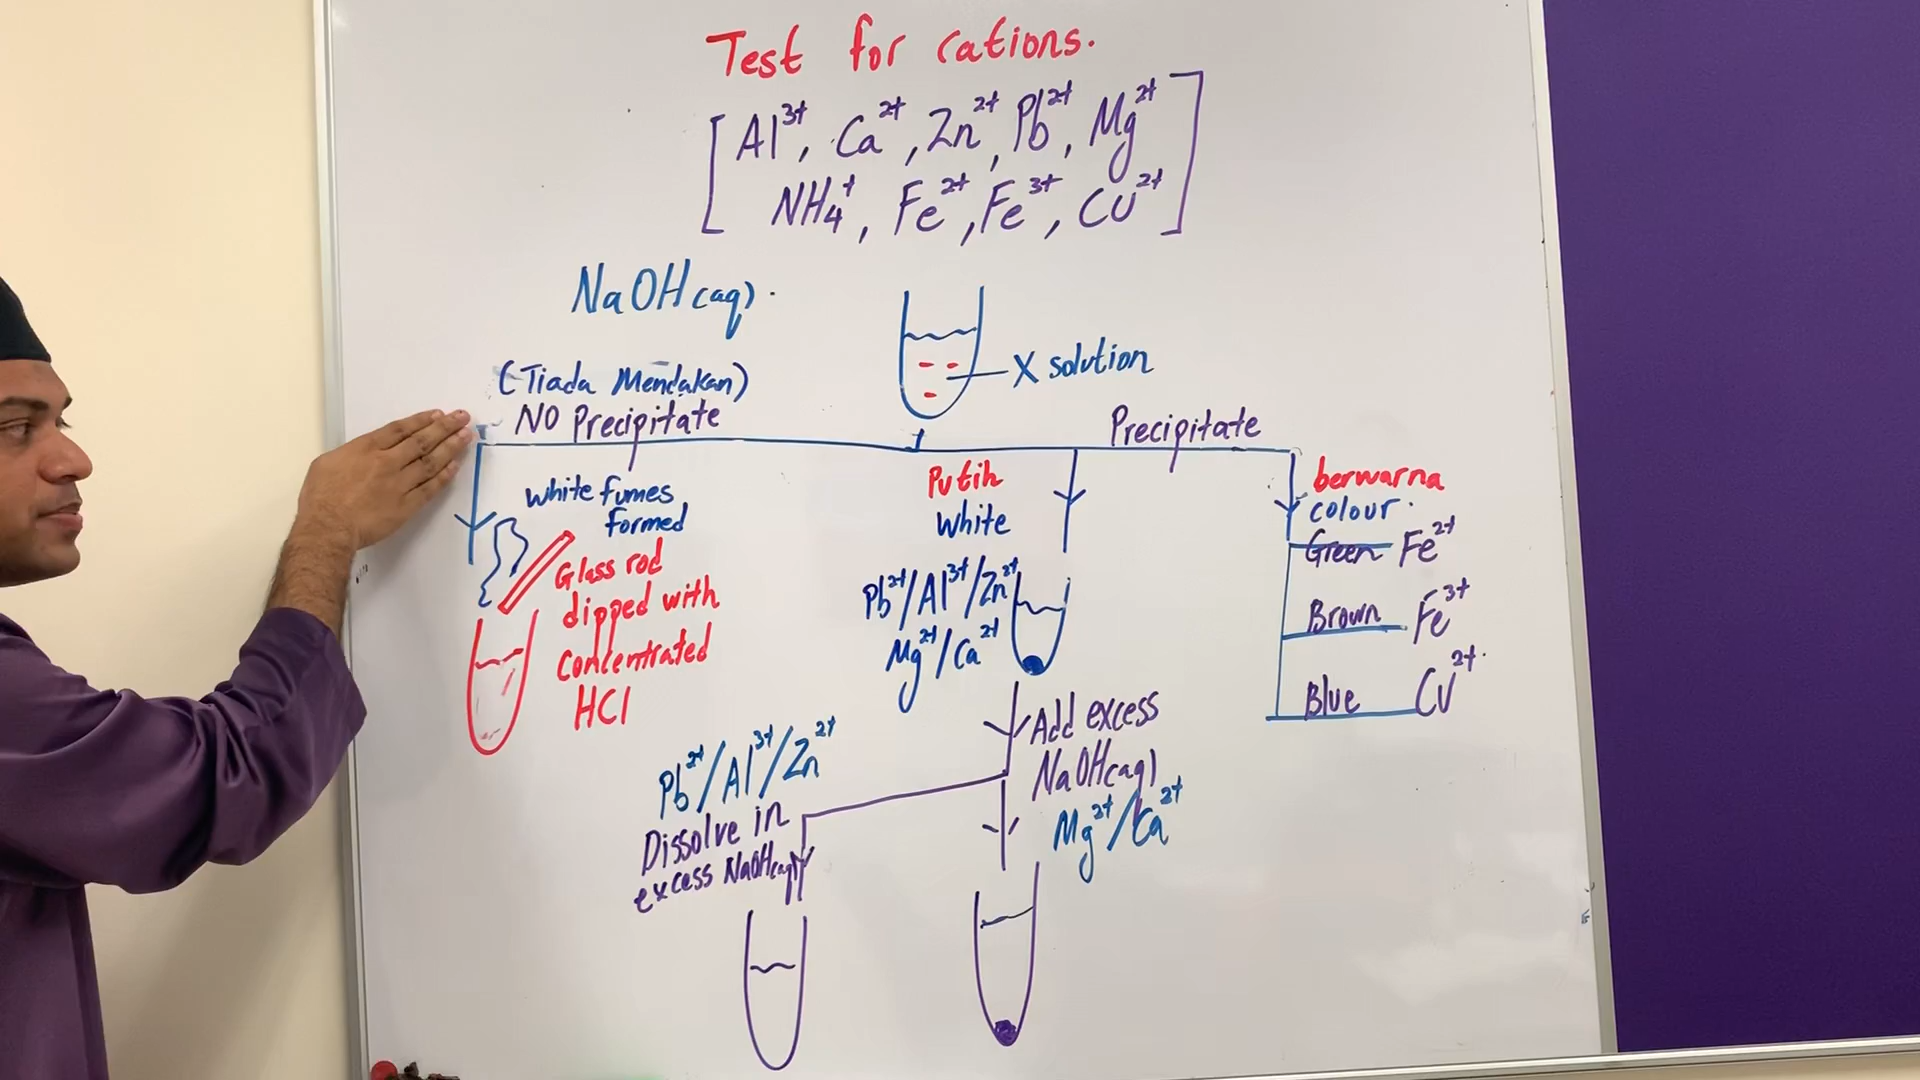 Test for cations.
[Al³⁺, Ca²⁺, Zn²⁺, Pb²⁺, Mg²⁺
NH₄⁺, Fe²⁺, Fe³⁺, Cu²⁺]
NaOH(aq).
X solution
(Tiada Mendakan)
NO Precipitate
Precipitate
White fumes
formed
Glass rod
dipped with
Concentrated
HCl
Putih
White
Pb²⁺/Al³⁺/Zn²⁺
Mg²⁺/Ca²⁺
berwarna
colour.
Green Fe²⁺
Brown Fe³⁺
Blue Cu²⁺.
Add excess
NaOH(aq)
Mg²⁺/Ca²⁺
Pb²⁺/Al³⁺/Zn²⁺
Dissolve in
excess NaOH(aq)